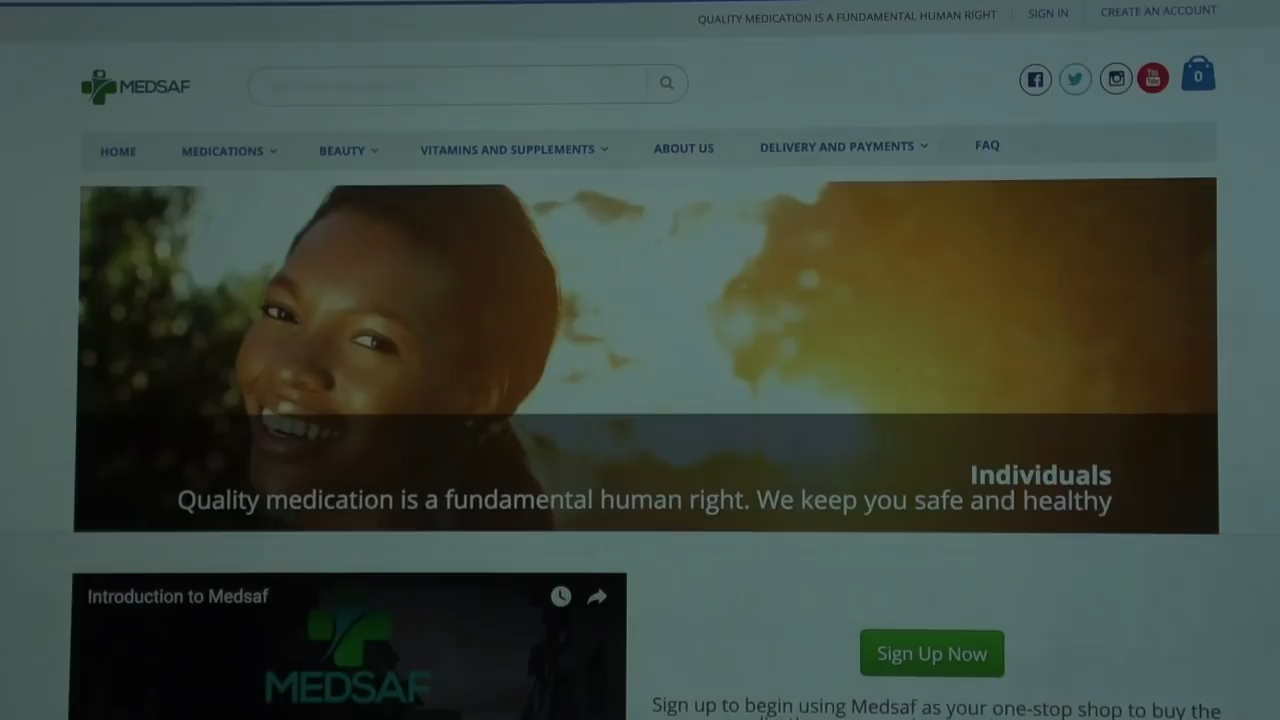 QUALITY MEDICATION IS A FUNDAMENTAL HUMAN RIGHT
SIGN IN
CREATE AN ACCOUNT
MEDSAF
You Tube
0
HOME
MEDICATIONS
BEAUTY
VITAMINS AND SUPPLEMENTS
ABOUT US
DELIVERY AND PAYMENTS
FAQ
Individuals
Quality medication is a fundamental human right. We keep you safe and healthy
Introduction to Medsaf
MEDSAF
Sign Up Now
Sign up to begin using Medsaf as your one-stop shop to buy the